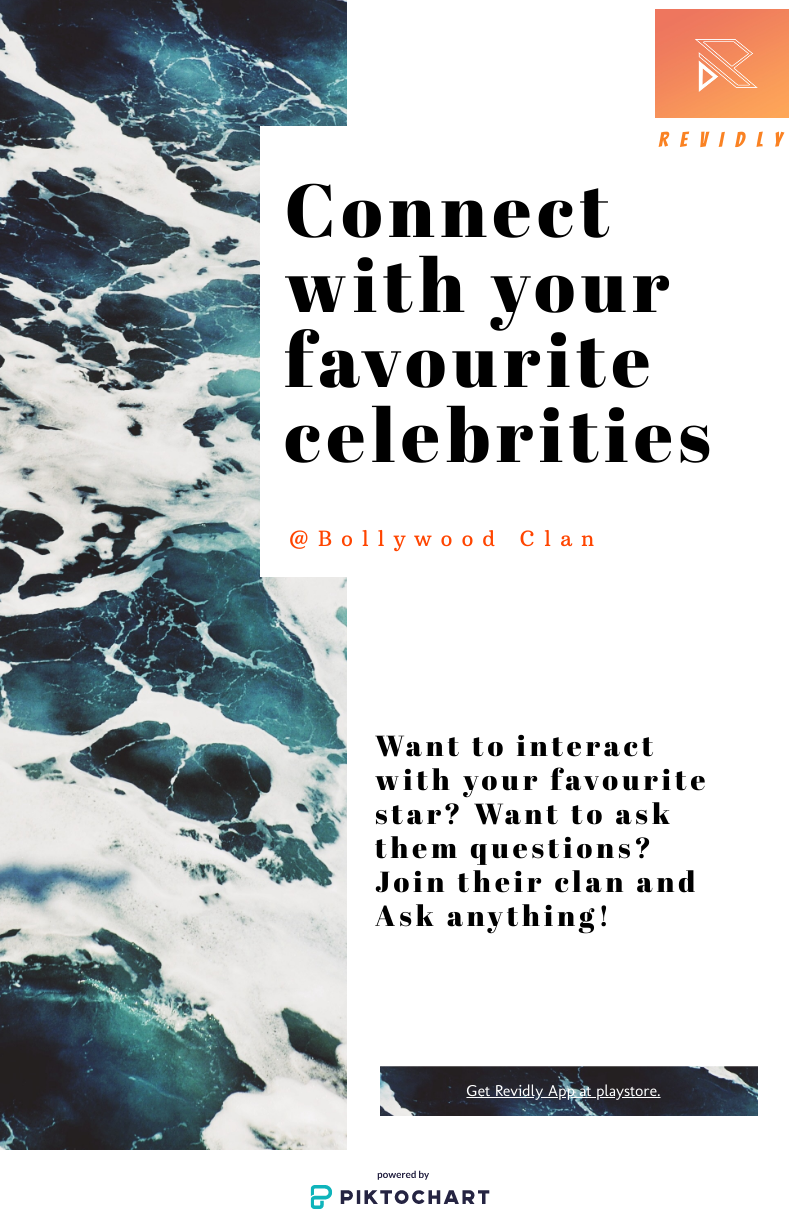 REVIDLY
Connect
with your
favourite
celebrities
@Bollywood Clan
Want to interact
with your favourite
star? Want to ask
them questions?
Join their clan and
Ask anything!
Get Revidly App at playstore.
powered by
PIKTOCHART